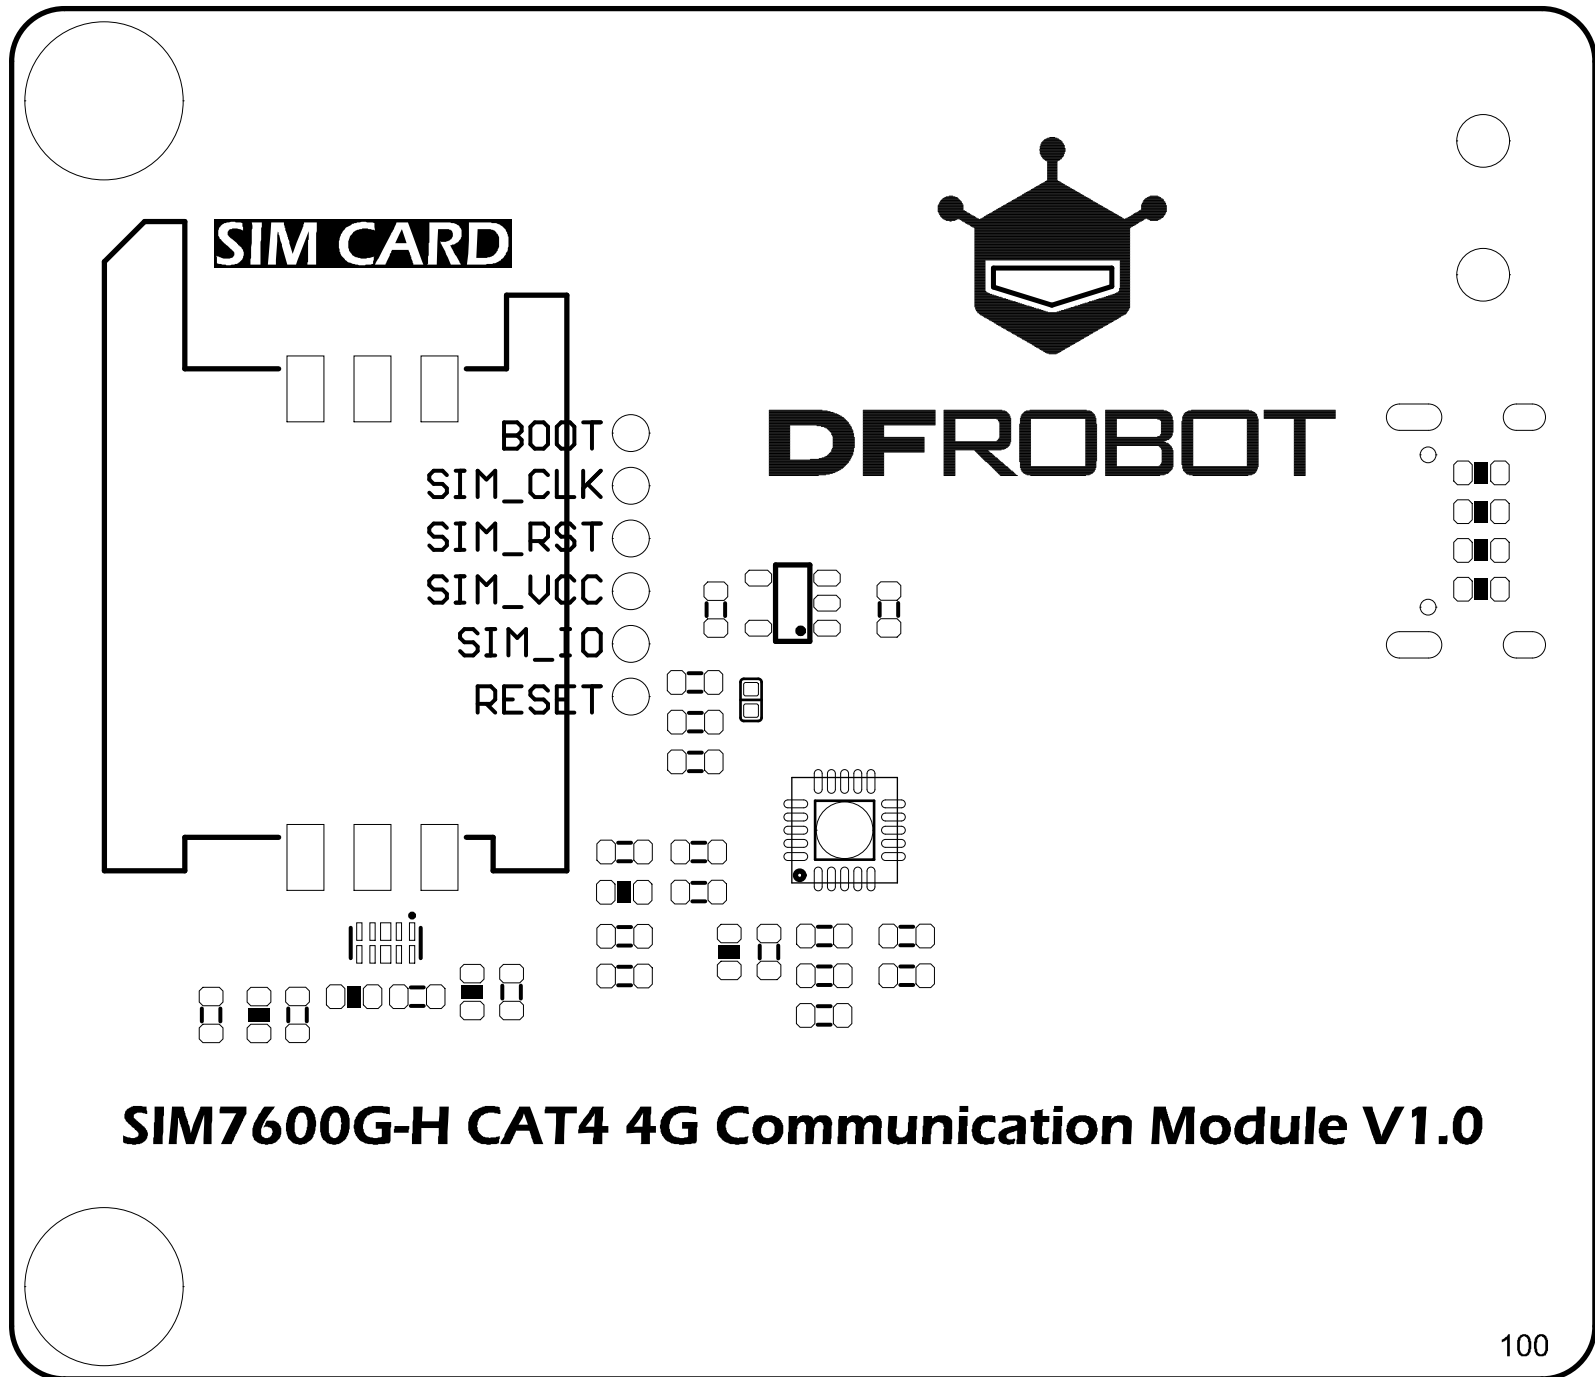 SIM CARD
DFROBOT
BOOT
SIM_CLK
SIM_RST
SIM_VCC
SIM_IO
RESET
SIM7600G-H CAT4 4G Communication Module V1.0
100